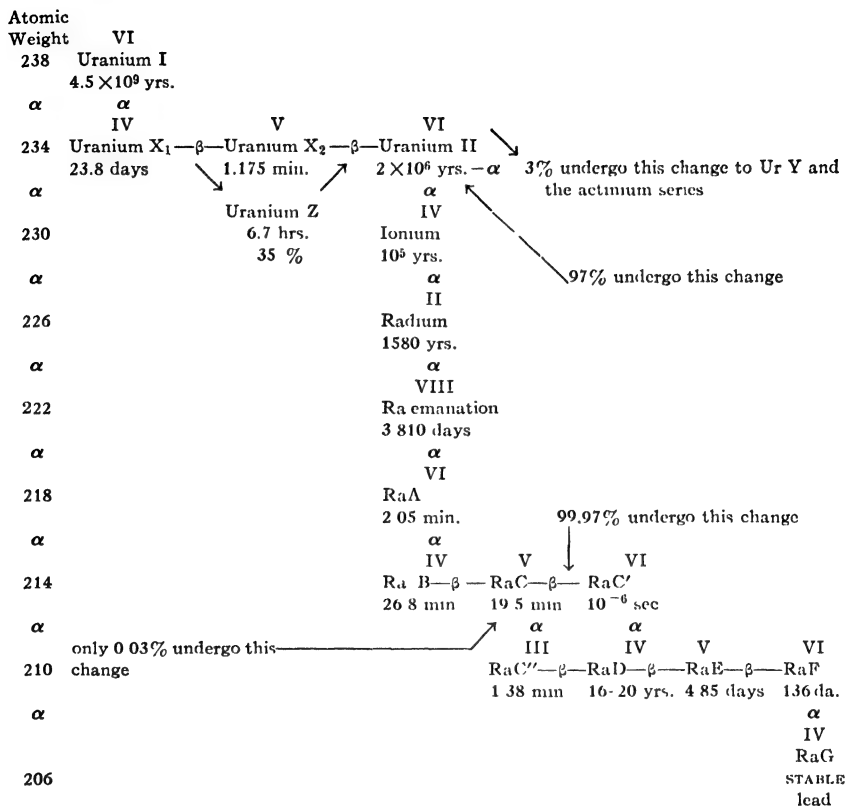 Atomic
Weight VI
238 Uranium I
4.5 ×10⁹ yrs.
α α
IV V VI
234 Uranium X₁—β—Uranium X₂—β—Uranium II
23.8 days 1.175 min. 2 ×10⁶ yrs.—α 3% undergo this change to Ur Y and
the actinium series
α α
Uranium Z IV
230 6.7 hrs. Ionium
35 % 10⁵ yrs.
97% undergo this change
α α
II
226 Radium
1580 yrs.
α α
VIII
222 Ra emanation
3 810 days
α α
VI
218 RaA
2 05 min. 99.97% undergo this change
α α
IV V VI
214 Ra B—β—RaC—β—RaC′
26 8 min 19 5 min 10⁻⁶ sec
α α α
only 0 03% undergo this III IV V VI
210 change RaC″—β—RaD—β—RaE—β—RaF
1 38 min 16-20 yrs. 4 85 days 136 da.
α α
IV
RaG
206 STABLE
lead